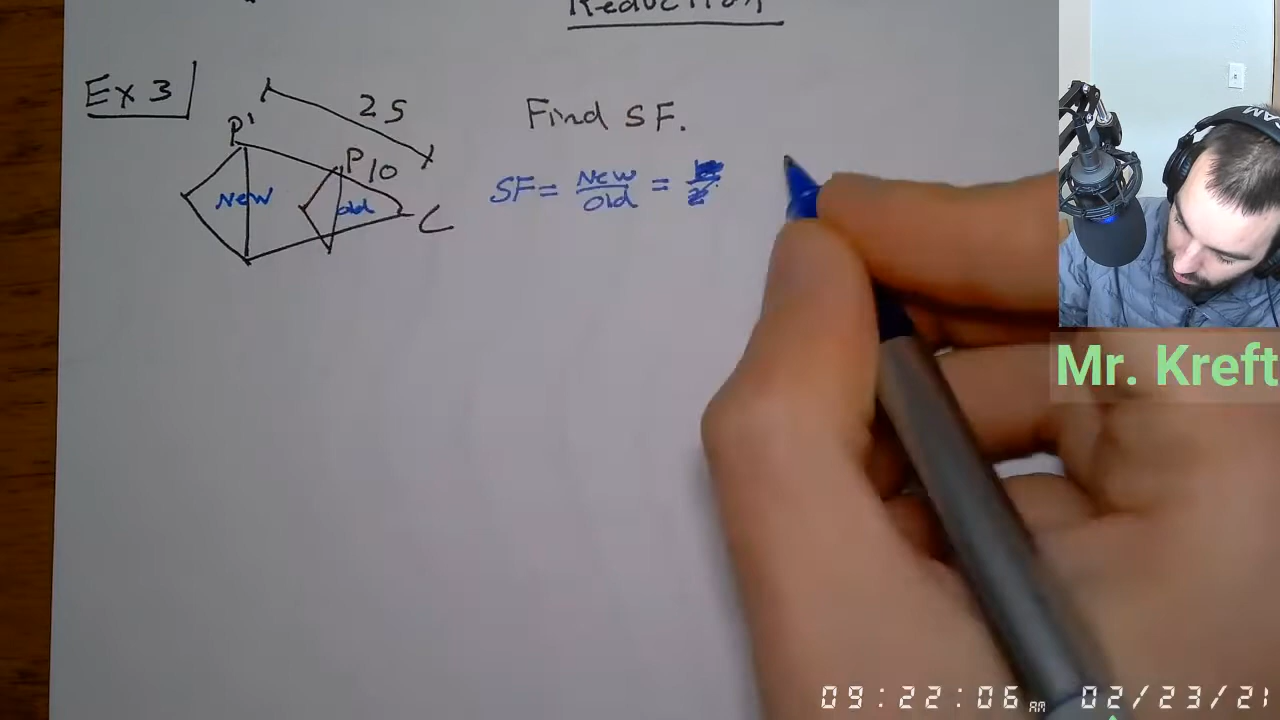 Reduction
Ex 3
25
Find SF.
P'
P
10
New
old
C
SF = New/Old =
Mr. Kreft
09:22:06 AM 02/23/21